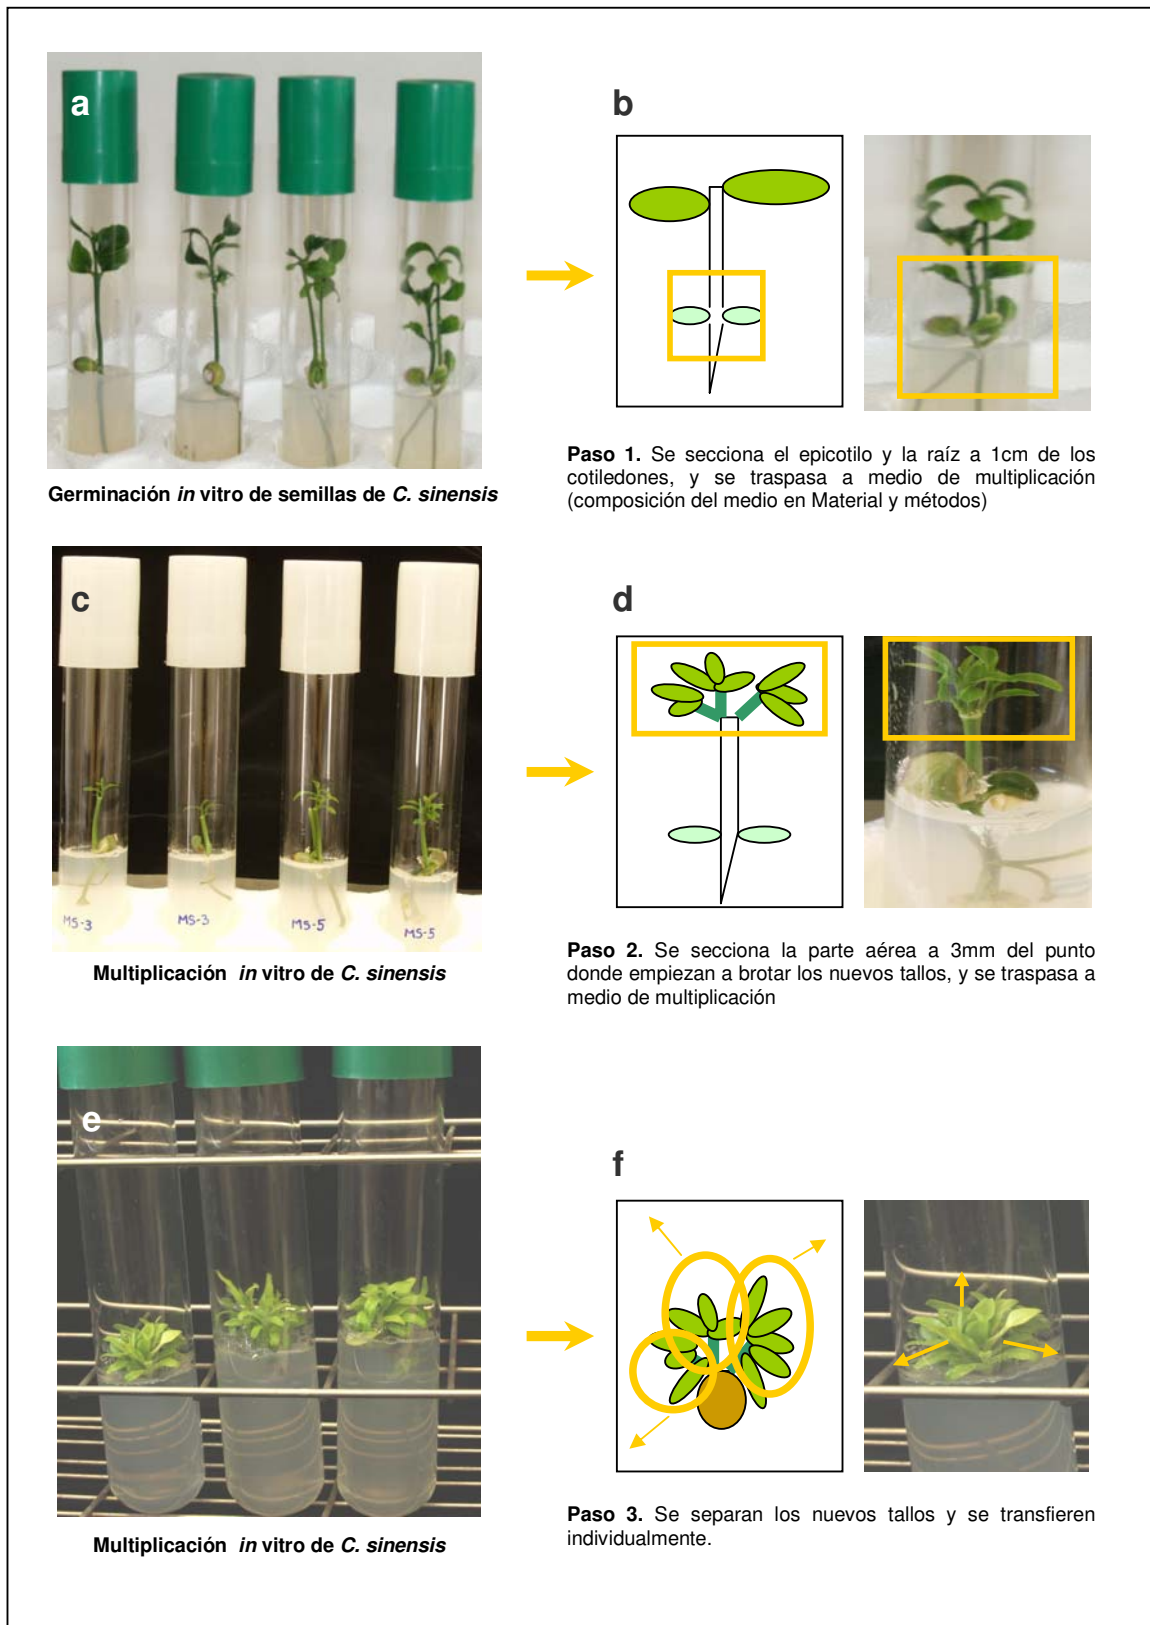 a
b
Paso 1. Se secciona el epicotilo y la raíz a 1cm de los
cotiledones, y se traspasa a medio de multiplicación
(composición del medio en Material y métodos)
Germinación in vitro de semillas de C. sinensis
c
MS-3
MS-3
MS-5
MS-5
d
Multiplicación in vitro de C. sinensis
Paso 2. Se secciona la parte aérea a 3mm del punto
donde empiezan a brotar los nuevos tallos, y se traspasa a
medio de multiplicación
e
f
Multiplicación in vitro de C. sinensis
Paso 3. Se separan los nuevos tallos y se transfieren
individualmente.